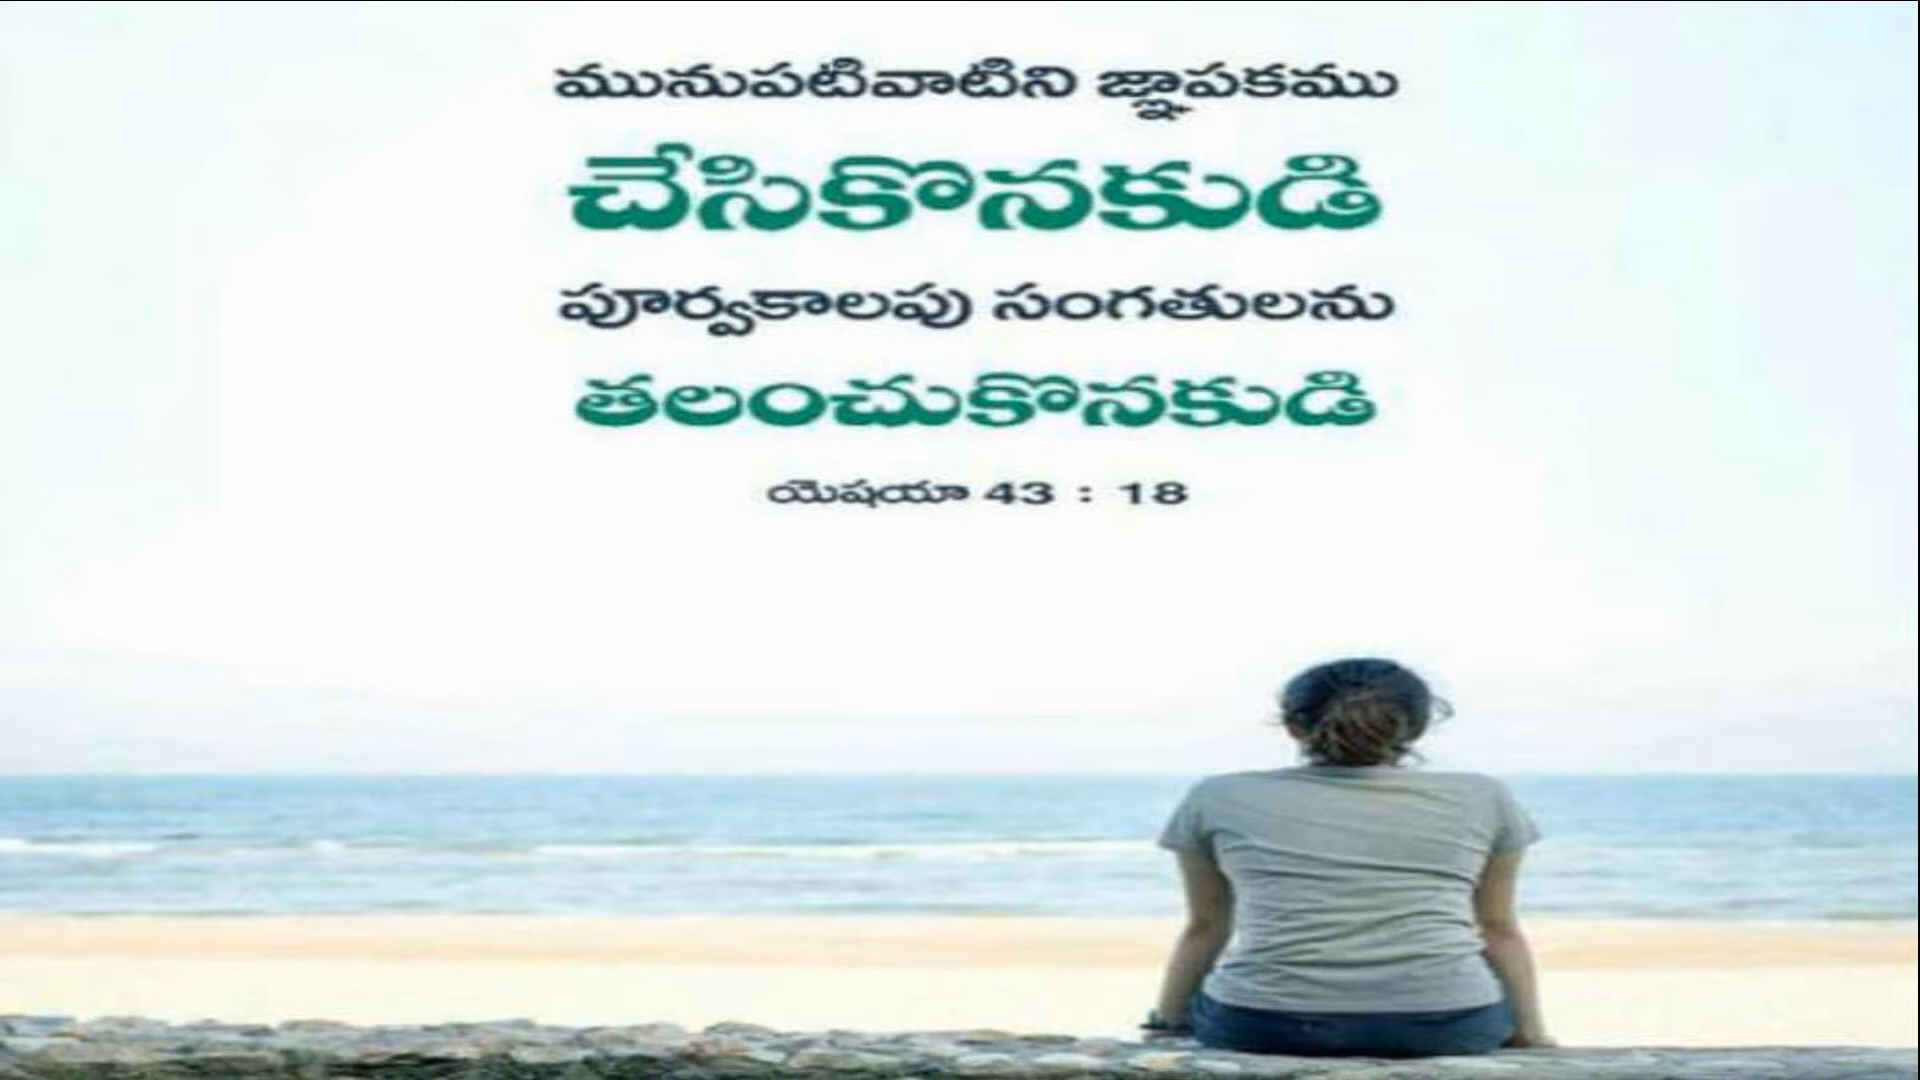 మునుపటివాటిని జ్ఞాపకము
చేసికొనకుడి
పూర్వకాలపు సంగతులను
తలంచుకొనకుడి
యెషయా 43 : 18